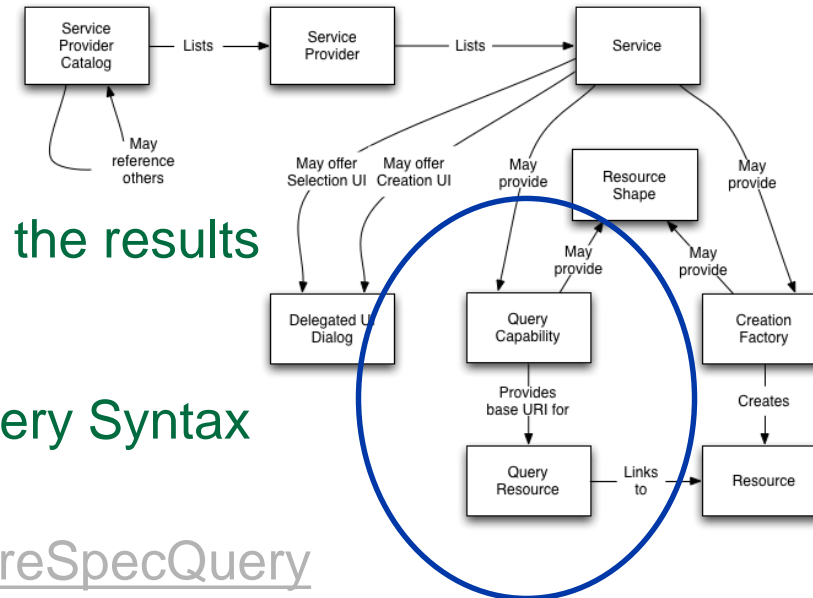 Service
Provider
Catalog
Lists
Service
Provider
Lists
Service
May
reference
others
May offer
Selection UI
May offer
Creation UI
May
provide
Resource
Shape
May
provide
the results
May
provide
May
provide
Delegated UI
Dialog
Query
Capability
Creation
Factory
Provides
base URI for
Creates
ery Syntax
Query
Resource
Links
to
Resource
reSpecQuery